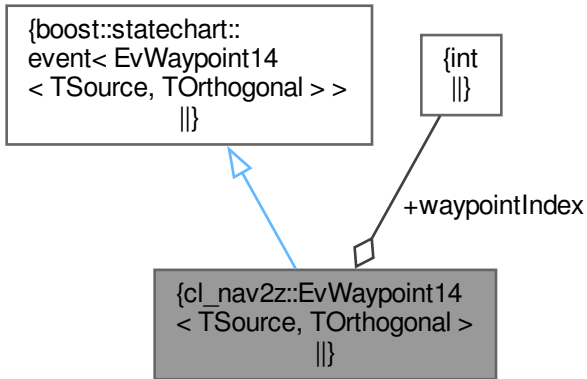 {boost::statechart::
event< EvWaypoint14
< TSource, TOrthogonal > >
||}
{int
||}
+waypointIndex
{cl_nav2z::EvWaypoint14
< TSource, TOrthogonal >
||}